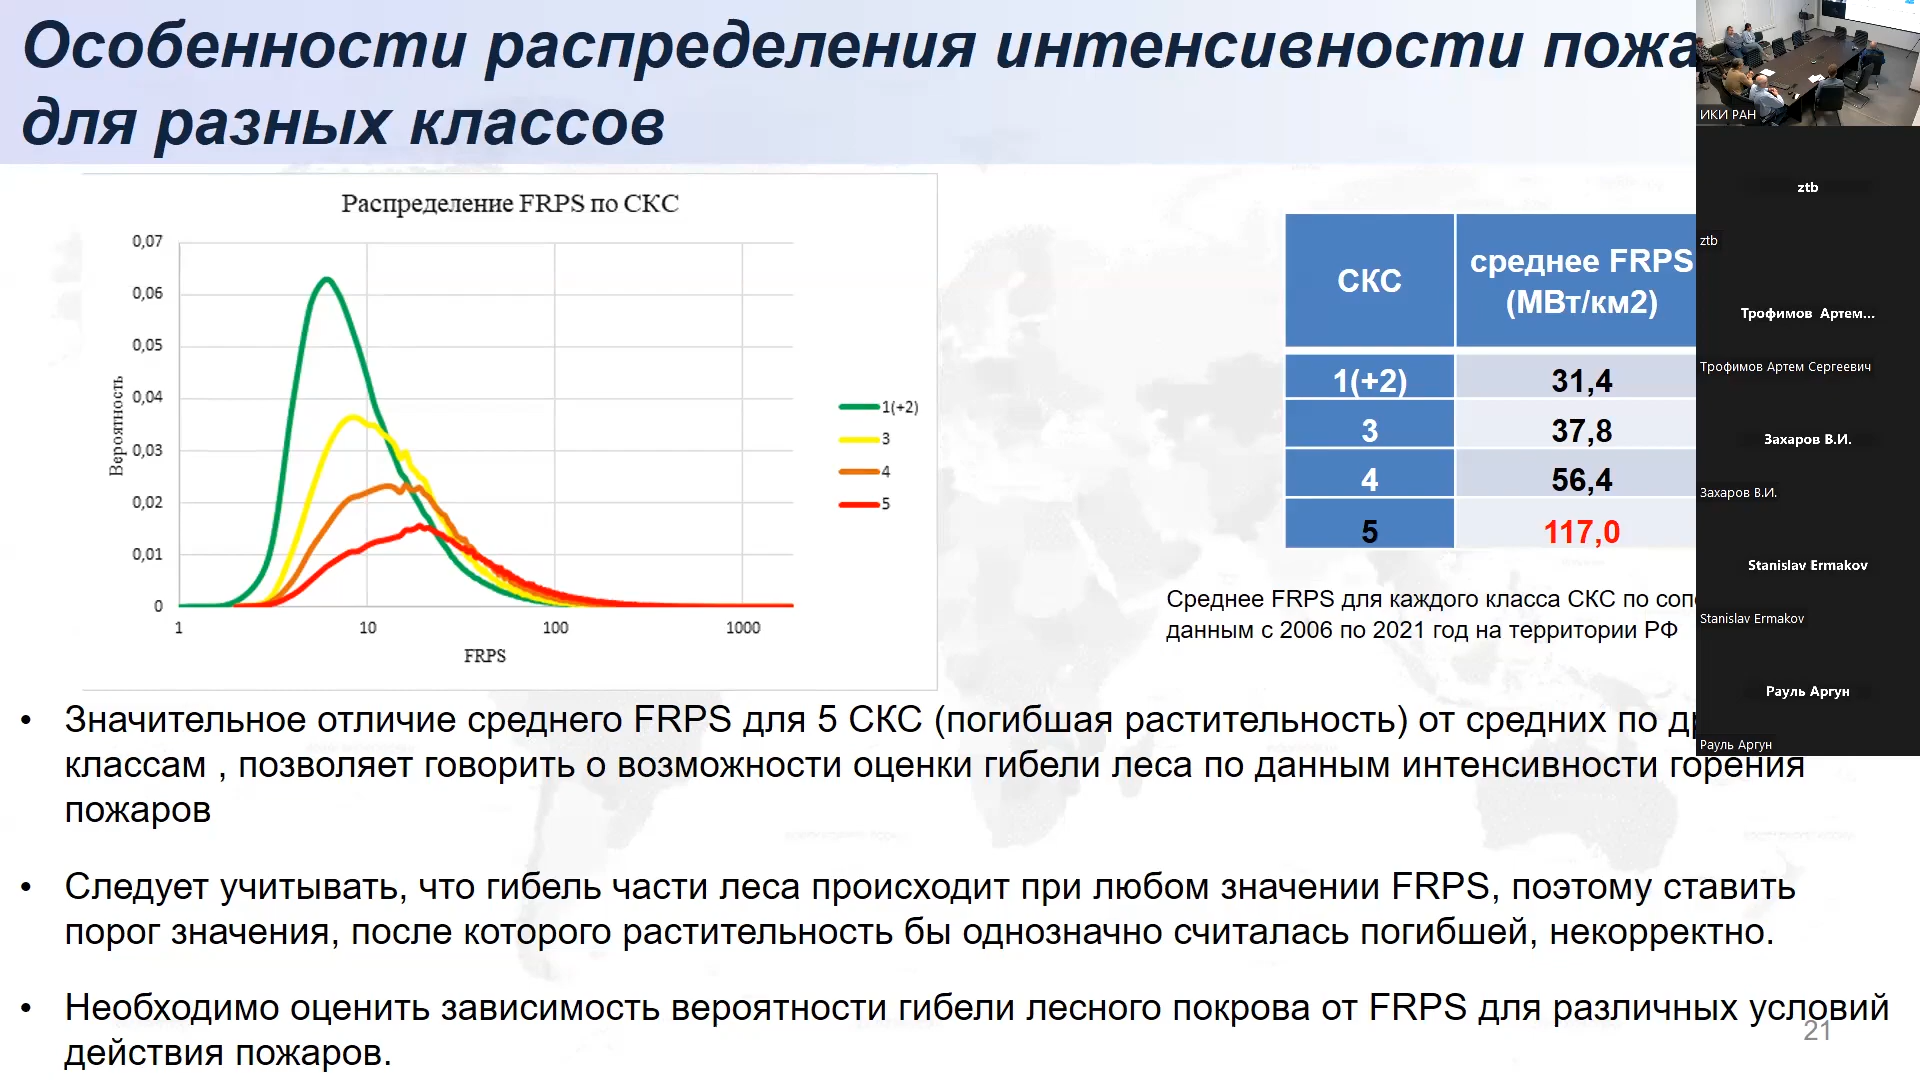 Особенности распределения интенсивности
для разных классов
ИКИ РАН
Распределение FRPS по СКС
0,07
0,06
0,05
0,04
0,03
0,02
0,01
0
Вероятность
1
10
100
1000
FRPS
1(+2)
3
4
5
СКС
среднее FRPS
(МВт/км2)
1(+2)
31,4
3
37,8
4
56,4
5
117,0
Среднее FRPS для каждого класса СКС по
данным с 2006 по 2021 год на территории РФ
ztb
ztb
Трофимов Артем...
Трофимов Артем Сергеевич
Захаров В.И.
Захаров В.И.
Stanislav Ermakov
Stanislav Ermakov
Рауль Аргун
Рауль Аргун
• Значительное отличие среднего FRPS для 5 СКС (погибшая растительность) от средних по
классам , позволяет говорить о возможности оценки гибели леса по данным интенсивности горения
пожаров
• Следует учитывать, что гибель части леса происходит при любом значении FRPS, поэтому ставить
порог значения, после которого растительность бы однозначно считалась погибшей, некорректно.
• Необходимо оценить зависимость вероятности гибели лесного покрова от FRPS для различных условий
действия пожаров.
21